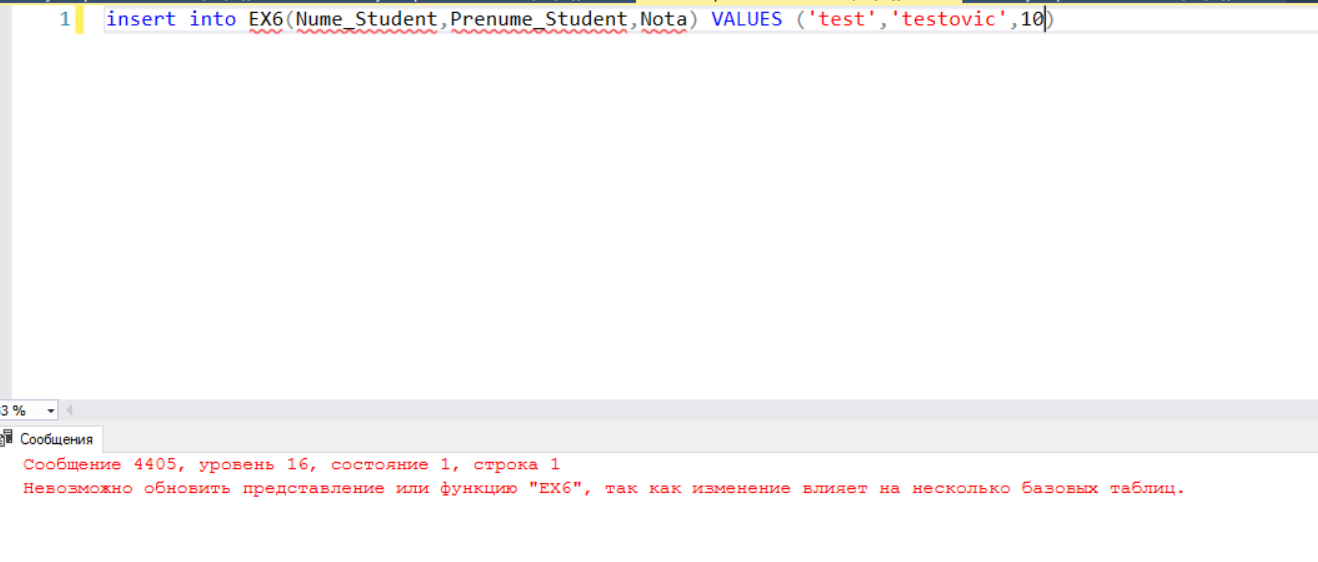 1 insert into EX6(Nume_Student,Prenume_Student,Nota) VALUES ('test','testovic',10)
3 %
Сообщения
Сообщение 4405, уровень 16, состояние 1, строка 1
Невозможно обновить представление или функцию "EX6", так как изменение влияет на несколько базовых таблиц.